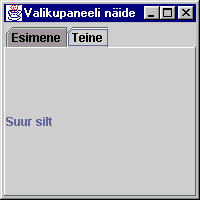 Valikupaneeli näide
Esimene Teine
Suur silt